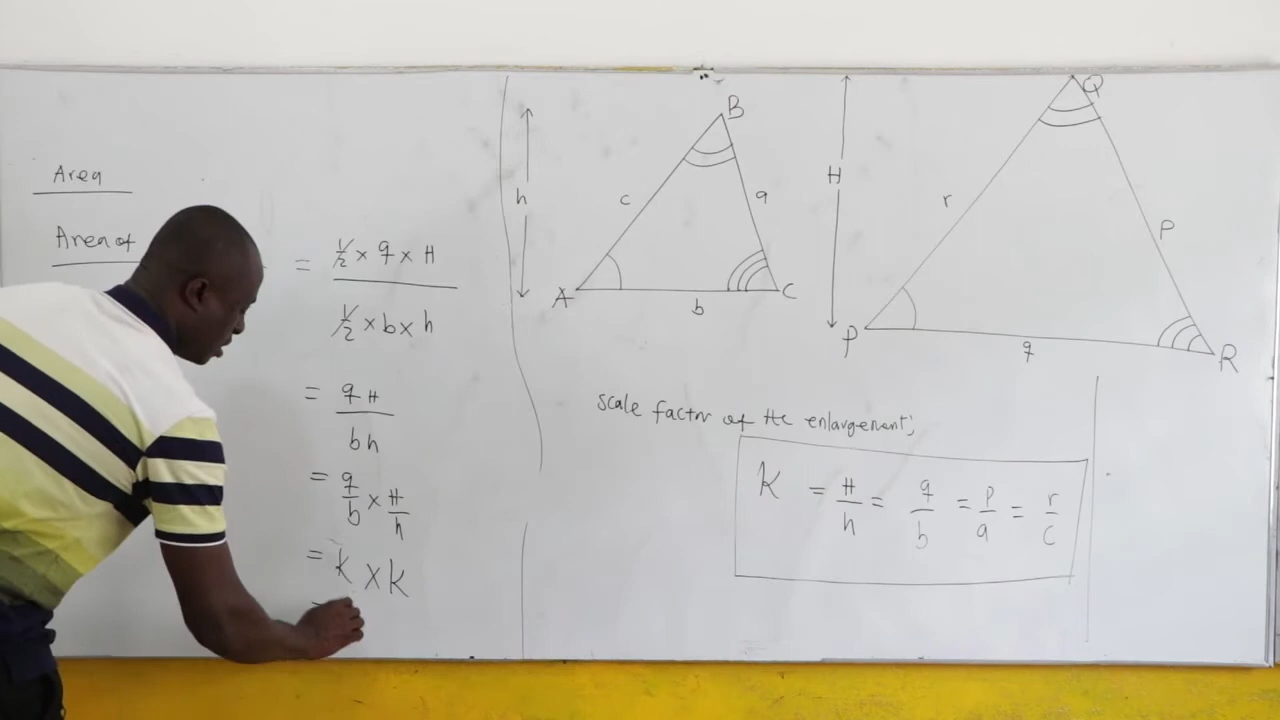 Area
Area of
= ½ × q × H
½ × b × h
= q H
b h
= q/b × H/h
= k × k
=
h
B
c
a
A
b
C
H
Q
r
P
P
q
R
Scale factor of the enlargement;
K = H/h = q/b = p/a = r/c